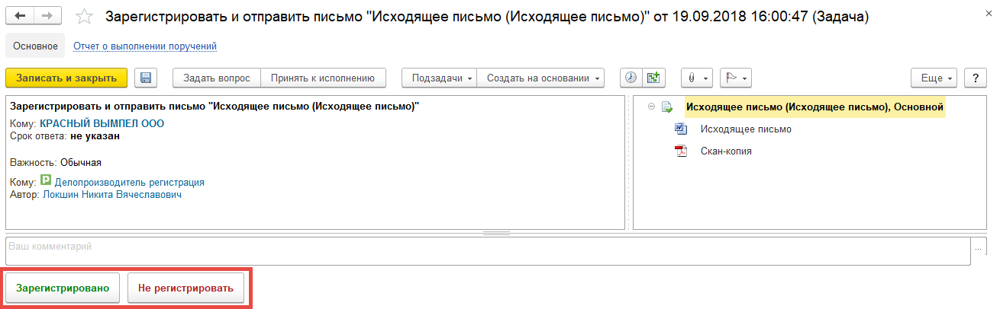 Зарегистрировать и отправить письмо "Исходящее письмо (Исходящее письмо)" от 19.09.2018 16:00:47 (Задача)
Основное Отчет о выполнении поручений
Записать и закрыть Задать вопрос Принять к исполнению Подзадачи Создать на основании Еще ?
Зарегистрировать и отправить письмо "Исходящее письмо (Исходящее письмо)"
Кому: КРАСНЫЙ ВЫМПЕЛ ООО
Срок ответа: не указан
Важность: Обычная
Кому: P Делопроизводитель регистрация
Автор: Локшин Никита Вячеславович
Исходящее письмо (Исходящее письмо), Основной
Исходящее письмо
Скан-копия
Ваш комментарий ...
Зарегистрировано Не регистрировать